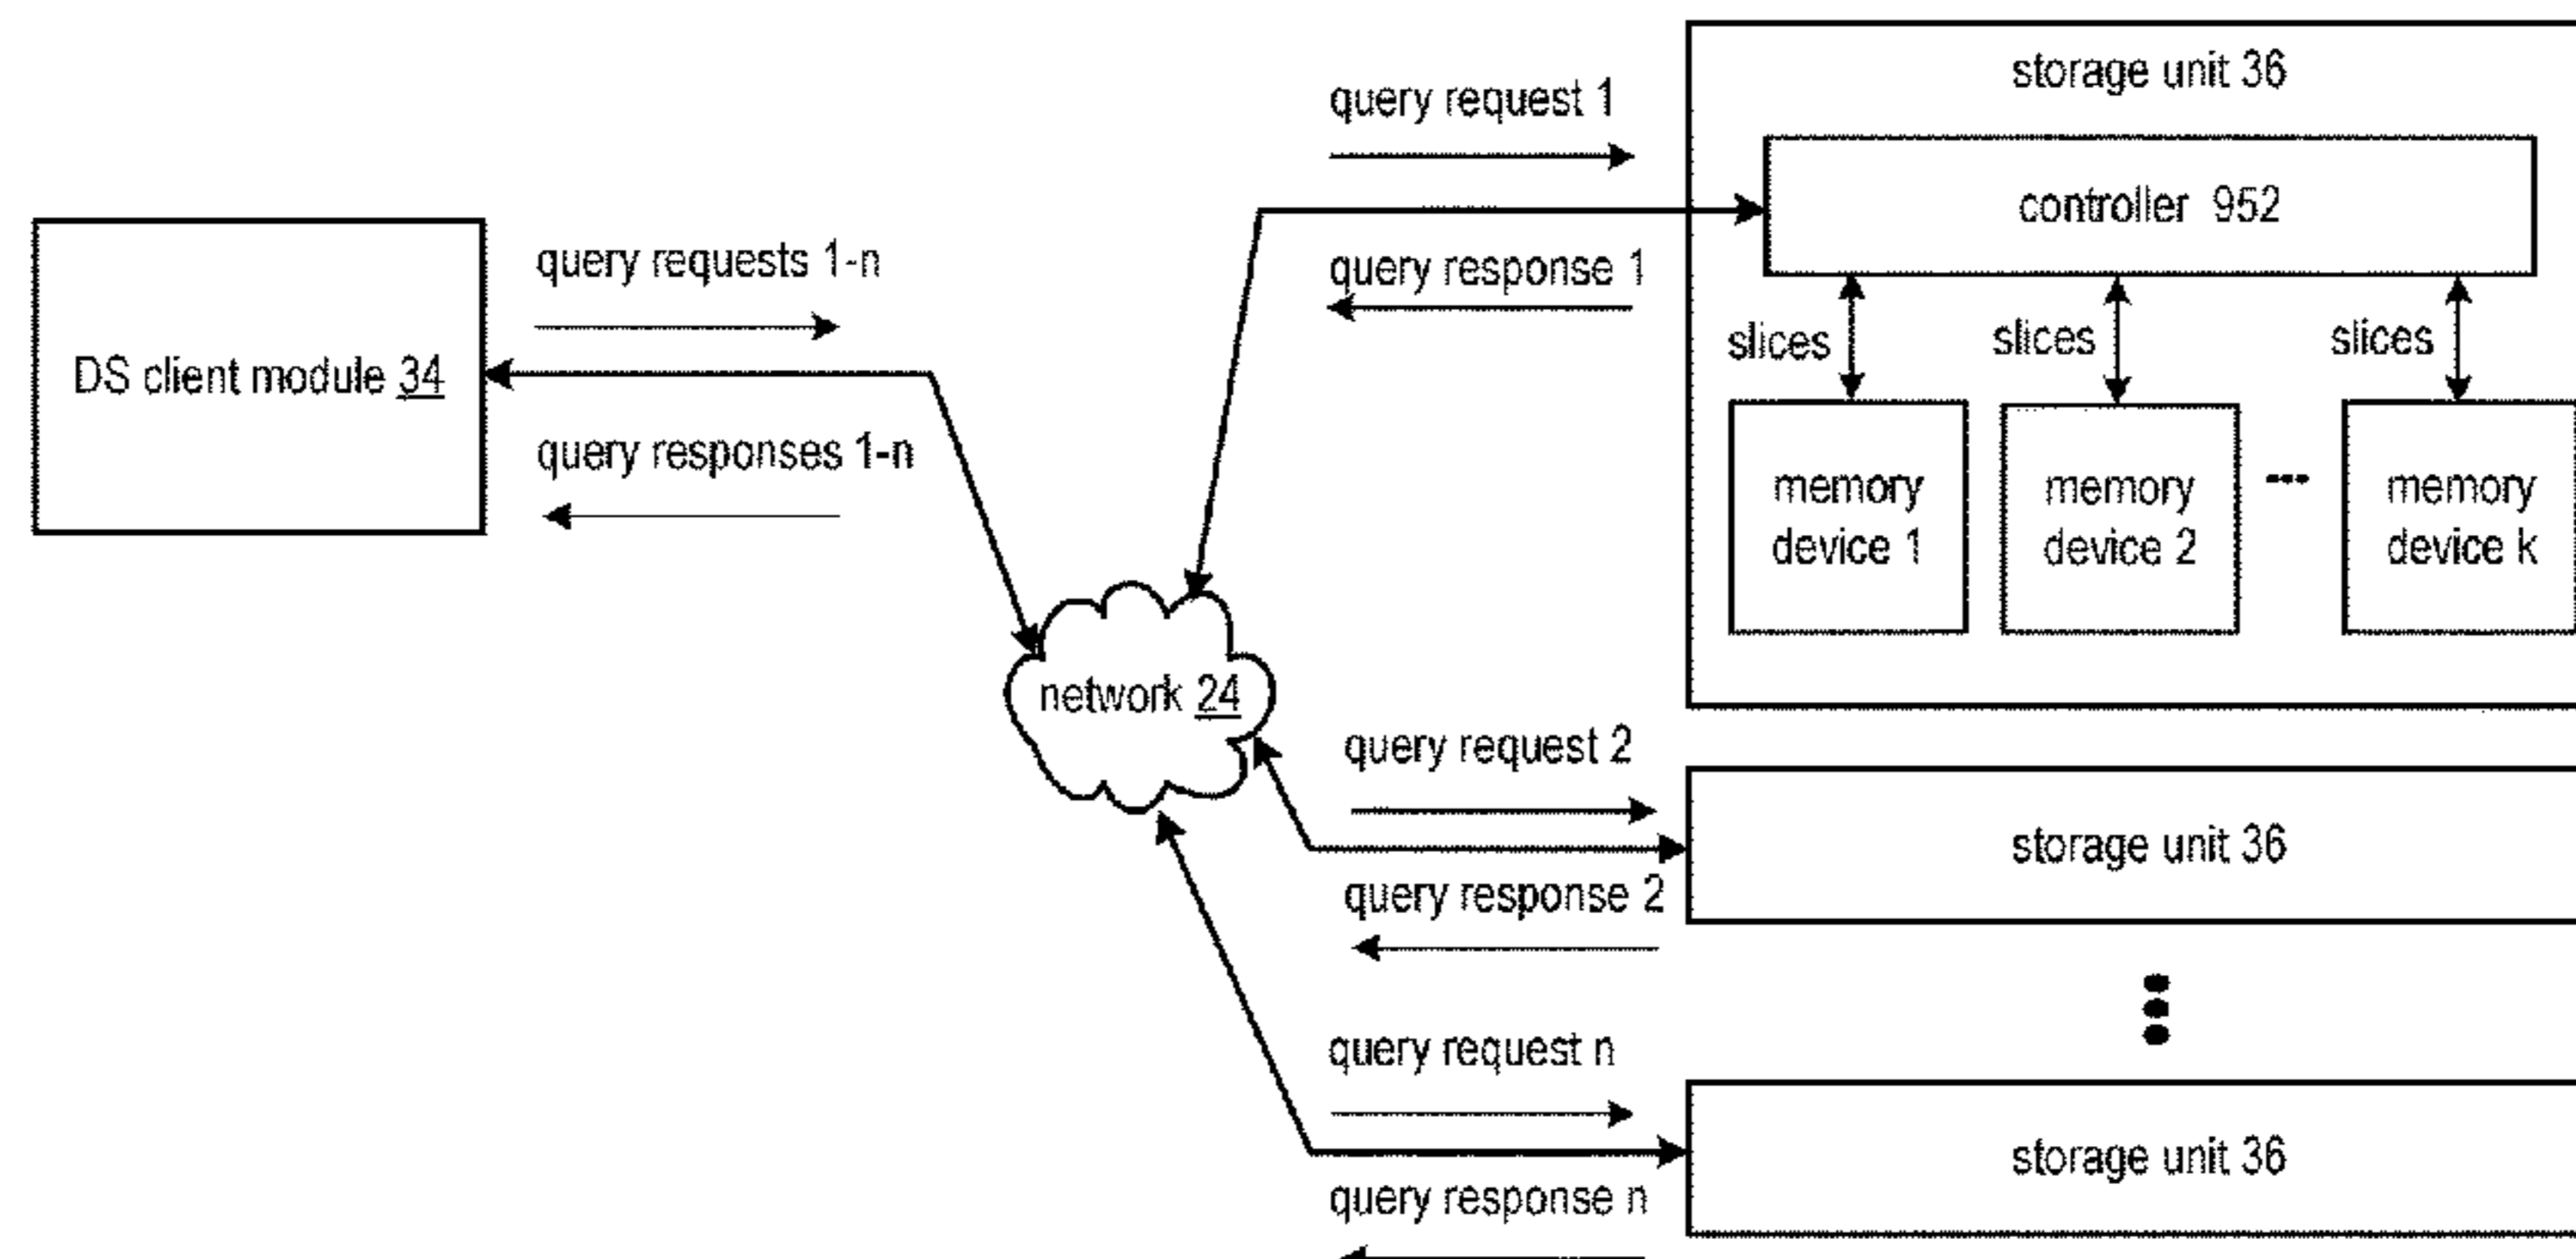 storage unit 36
query request 1
controller 952
query requests 1-n
query response 1
slices
slices
slices
DS client module 34
query responses 1-n
memory
device 1
memory
device 2
...
memory
device k
network 24
query request 2
storage unit 36
query response 2
query request n
storage unit 36
query response n